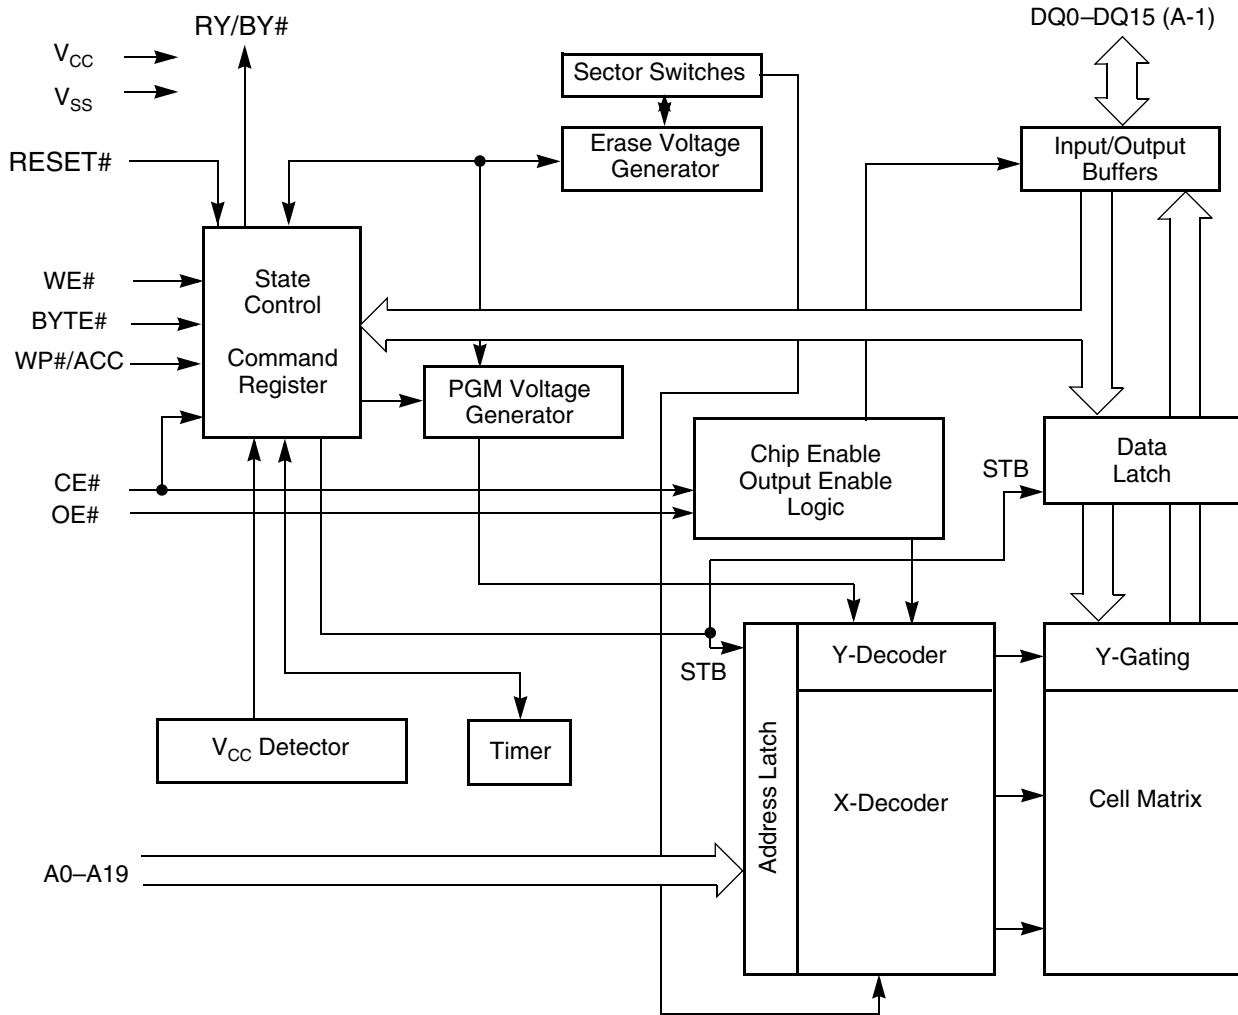 RY/BY#
DQ0–DQ15 (A-1)
VCC
VSS
Sector Switches
RESET#
Erase Voltage
Generator
Input/Output
Buffers
WE#
BYTE#
WP#/ACC
State
Control
Command
Register
PGM Voltage
Generator
CE#
OE#
Chip Enable
Output Enable
Logic
STB
Data
Latch
STB
Y-Decoder
Y-Gating
VCC Detector
Timer
Address Latch
X-Decoder
Cell Matrix
A0–A19